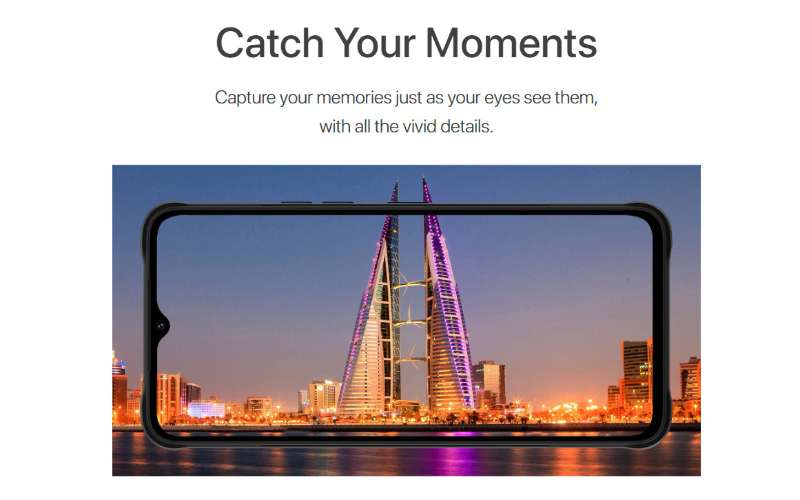 Catch Your Moments
Capture your memories just as your eyes see them,
with all the vivid details.